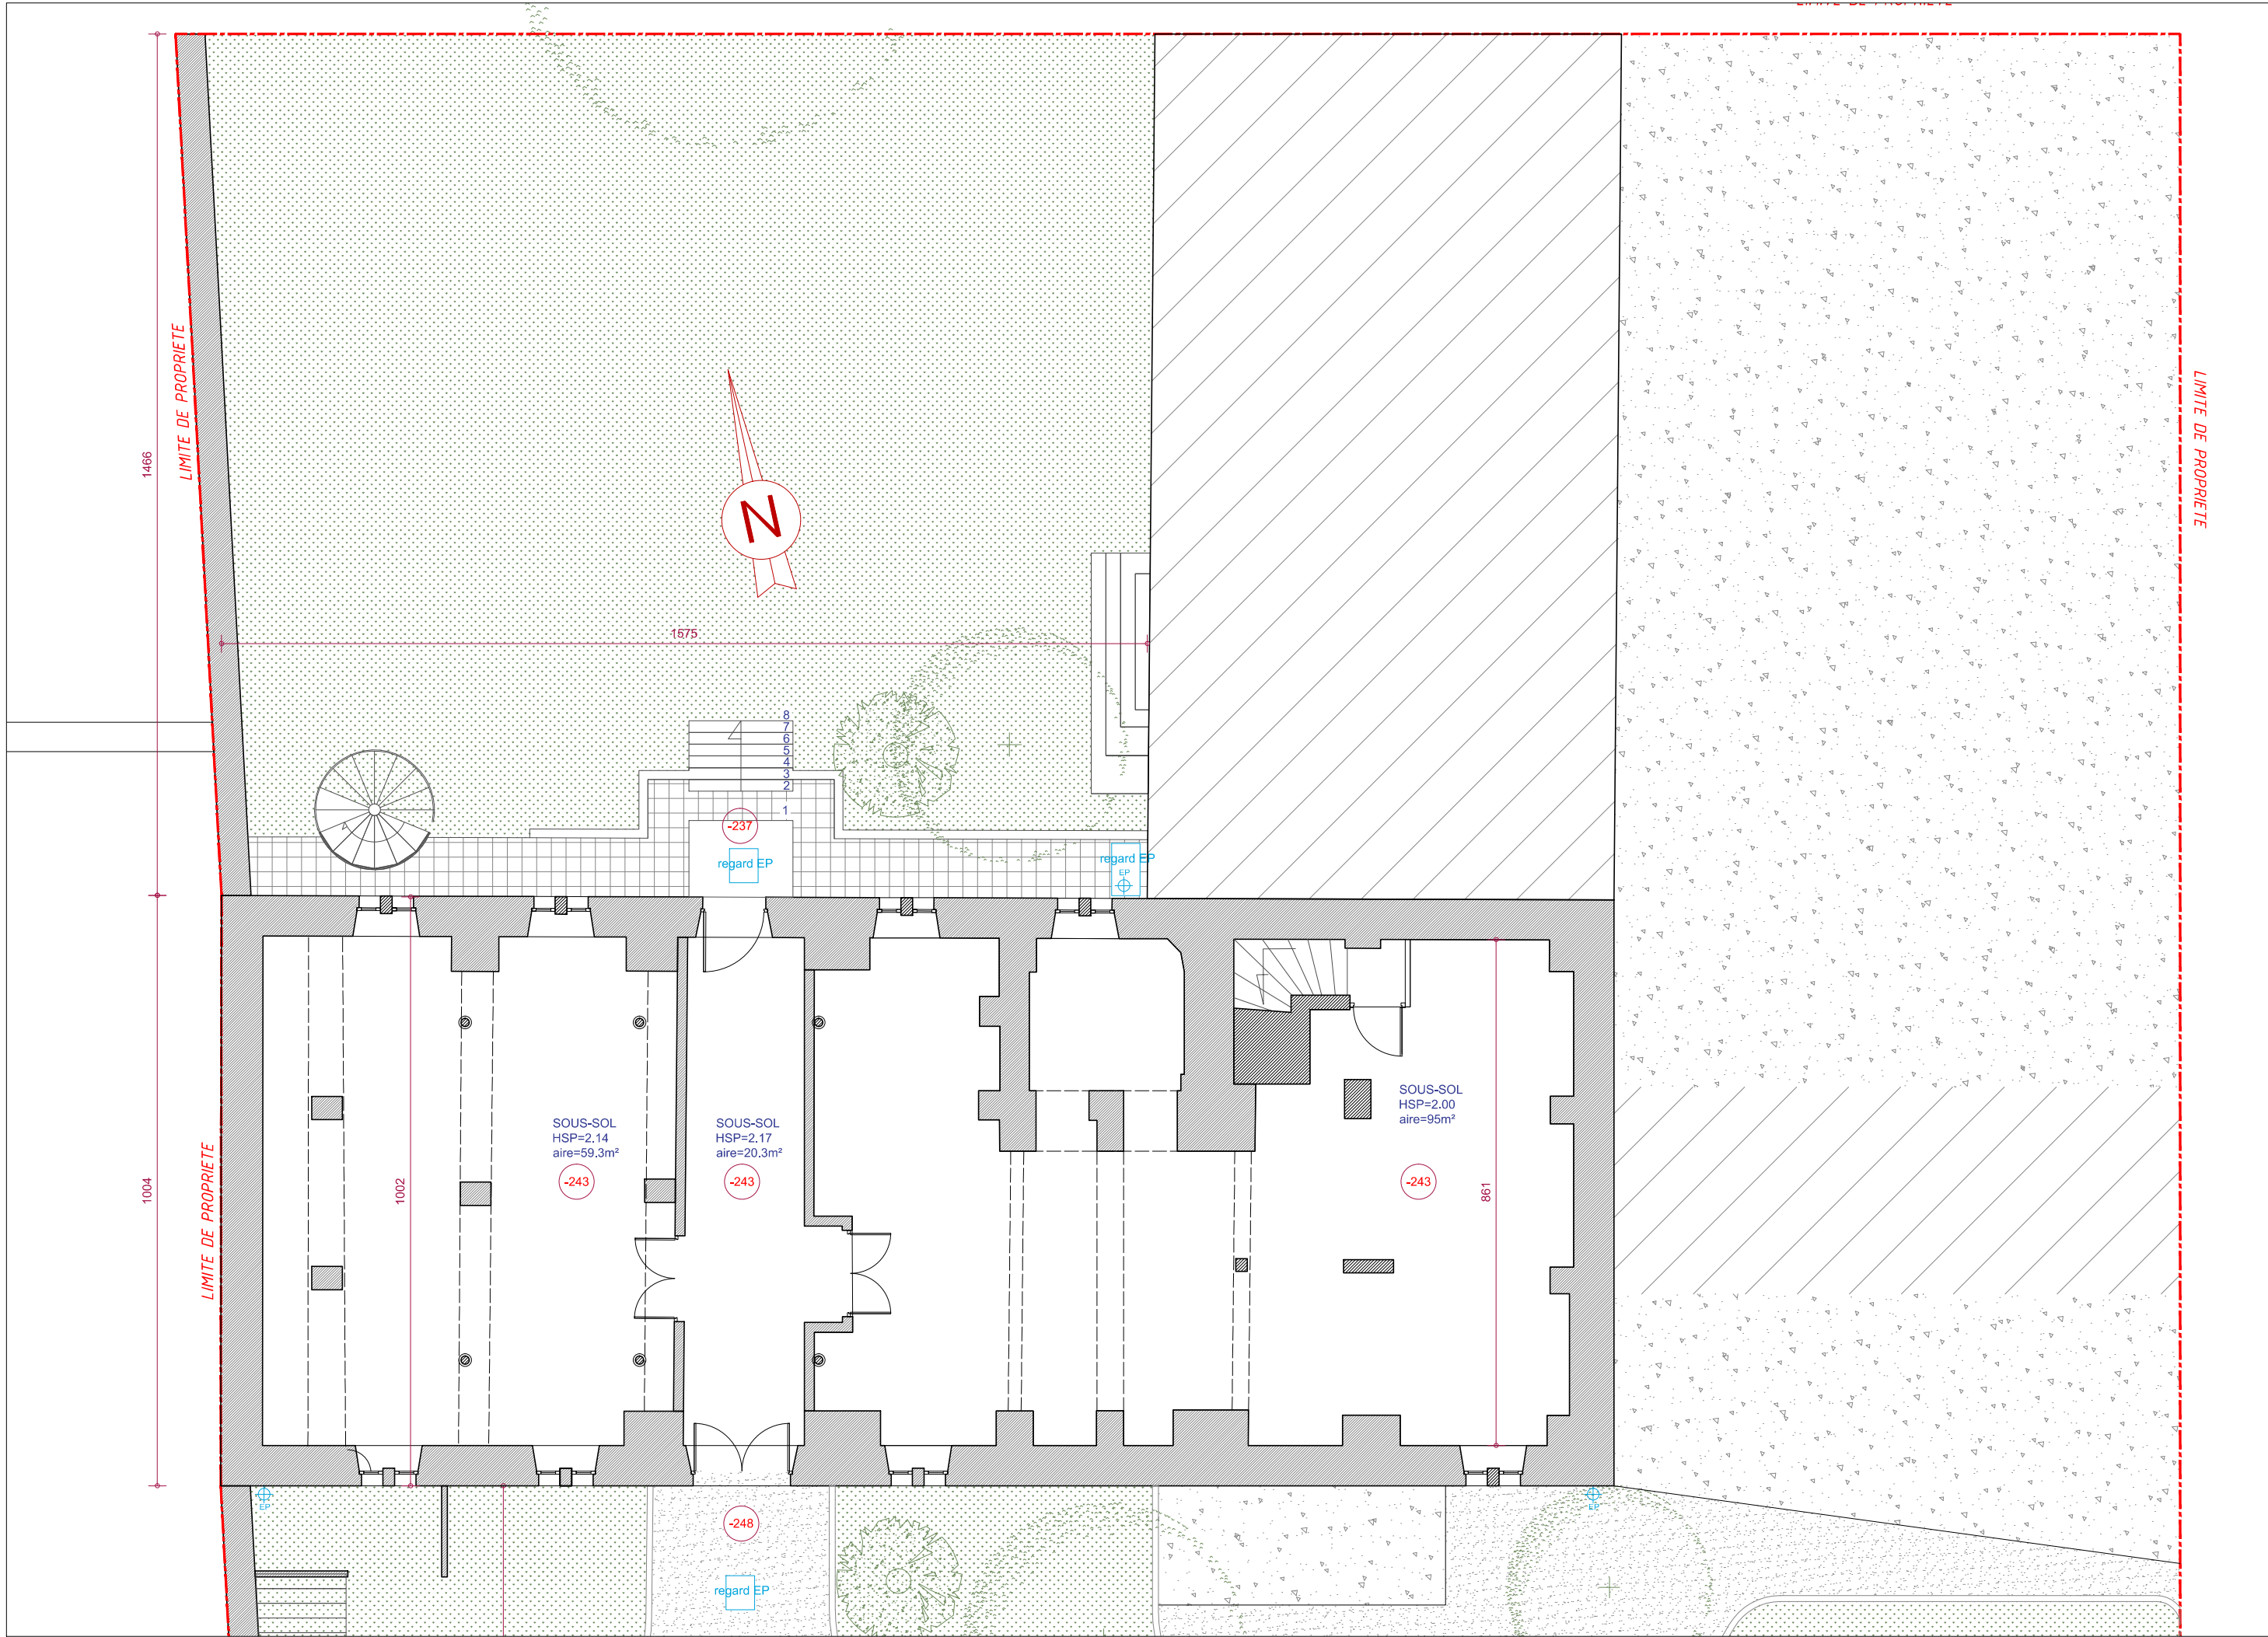 LIMITE DE PROPRIETE
LIMITE DE PROPRIETE
LIMITE DE PROPRIETE
1466
N
1575
8
7
6
5
4
3
2
1
-237
regard EP
regard EP
EP
SOUS-SOL
HSP=2.14
aire=59.3m²
-243
SOUS-SOL
HSP=2.17
aire=20.3m²
-243
SOUS-SOL
HSP=2.00
aire=95m²
-243
1004
1002
861
LIMITE DE PROPRIETE
EP
EP
-248
regard EP